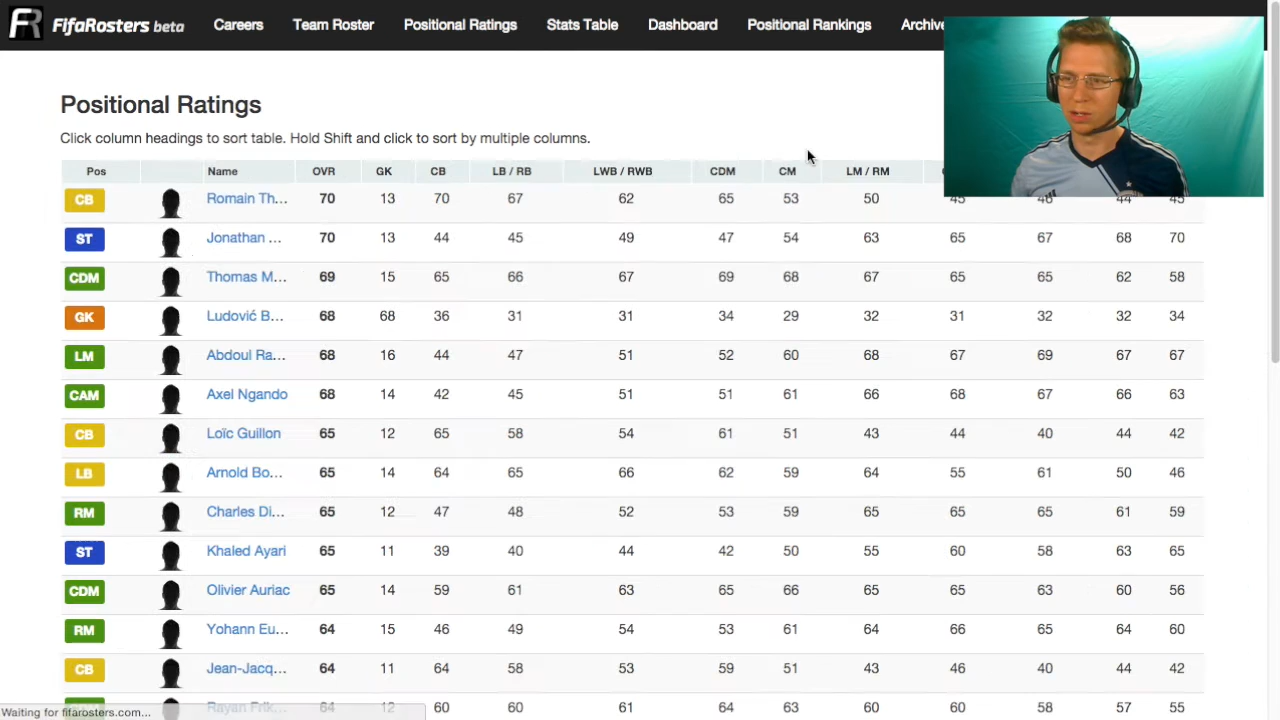 FR FifaRosters beta Careers Team Roster Positional Ratings Stats Table Dashboard Positional Rankings Archive
Positional Ratings
Click column headings to sort table. Hold Shift and click to sort by multiple columns.
Pos Name OVR GK CB LB / RB LWB / RWB CDM CM LM / RM
CB Romain Th... 70 13 70 67 62 65 53 50 45 46 44 45
ST Jonathan ... 70 13 44 45 49 47 54 63 65 67 68 70
CDM Thomas M... 69 15 65 66 67 69 68 67 65 65 62 58
GK Ludović B... 68 68 36 31 31 34 29 32 31 32 32 34
LM Abdoul Ra... 68 16 44 47 51 52 60 68 67 69 67 67
CAM Axel Ngando 68 14 42 45 51 51 61 66 68 67 66 63
CB Loïc Guillon 65 12 65 58 54 61 51 43 44 40 44 42
LB Arnold Bo... 65 14 64 65 66 62 59 64 55 61 50 46
RM Charles Di... 65 12 47 48 52 53 59 65 65 65 61 59
ST Khaled Ayari 65 11 39 40 44 42 50 55 60 58 63 65
CDM Olivier Auriac 65 14 59 61 63 65 66 65 65 63 60 56
RM Yohann Eu... 64 15 46 49 54 53 61 64 66 65 64 60
CB Jean-Jacq... 64 11 64 58 53 59 51 43 46 40 44 42
Rayan Frik... 64 12 60 60 61 64 63 60 60 58 57 55
Waiting for fifarosters.com...